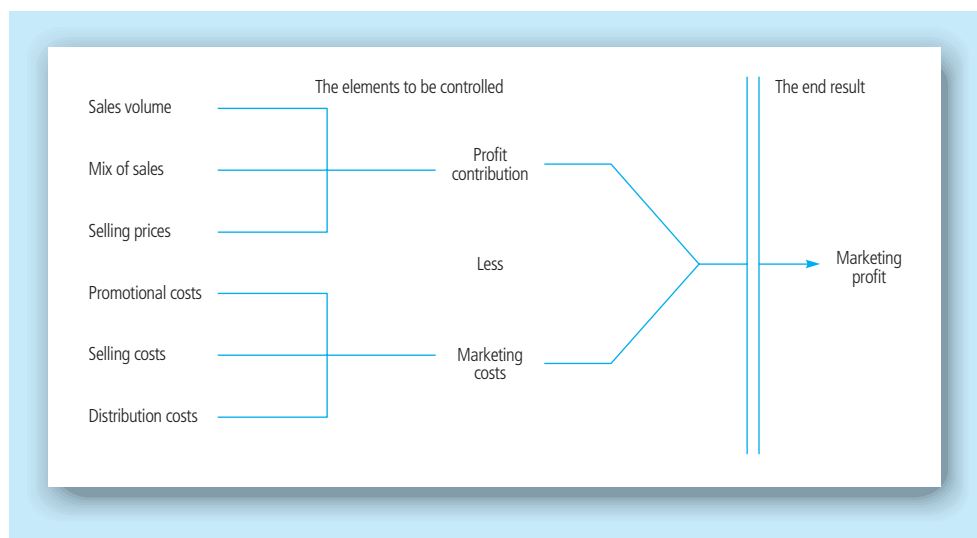 The elements to be controlled
The end result
Sales volume
Mix of sales
Profit
contribution
Selling prices
Less
Marketing
profit
Promotional costs
Selling costs
Marketing
costs
Distribution costs